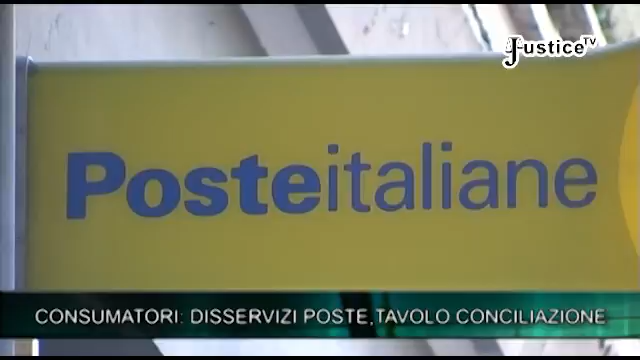 Justice TV
Posteitaliane
CONSUMATORI: DISSERVIZI POSTE,TAVOLO CONCILIAZIONE